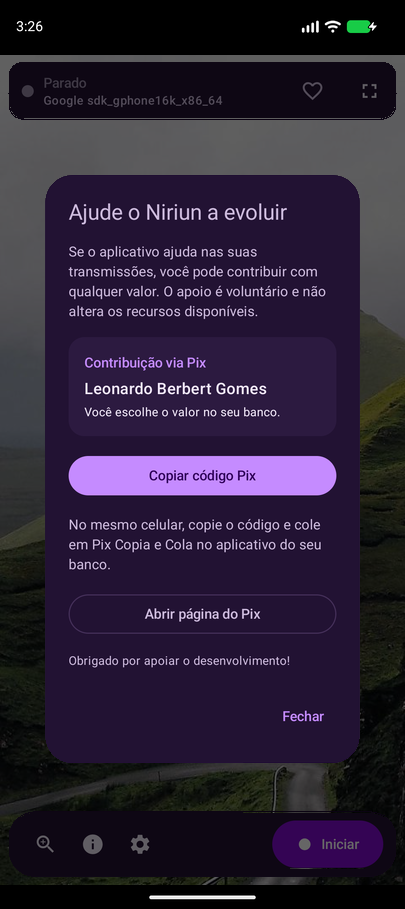 3:26
Parado
Google sdk_gphone16k_x86_64
Ajude o Niriun a evoluir
Se o aplicativo ajuda nas suas
transmissões, você pode contribuir com
qualquer valor. O apoio é voluntário e não
altera os recursos disponíveis.
Contribuição via Pix
Leonardo Berbert Gomes
Você escolhe o valor no seu banco.
Copiar código Pix
No mesmo celular, copie o código e cole
em Pix Copia e Cola no aplicativo do seu
banco.
Abrir página do Pix
Obrigado por apoiar o desenvolvimento!
Fechar
Iniciar